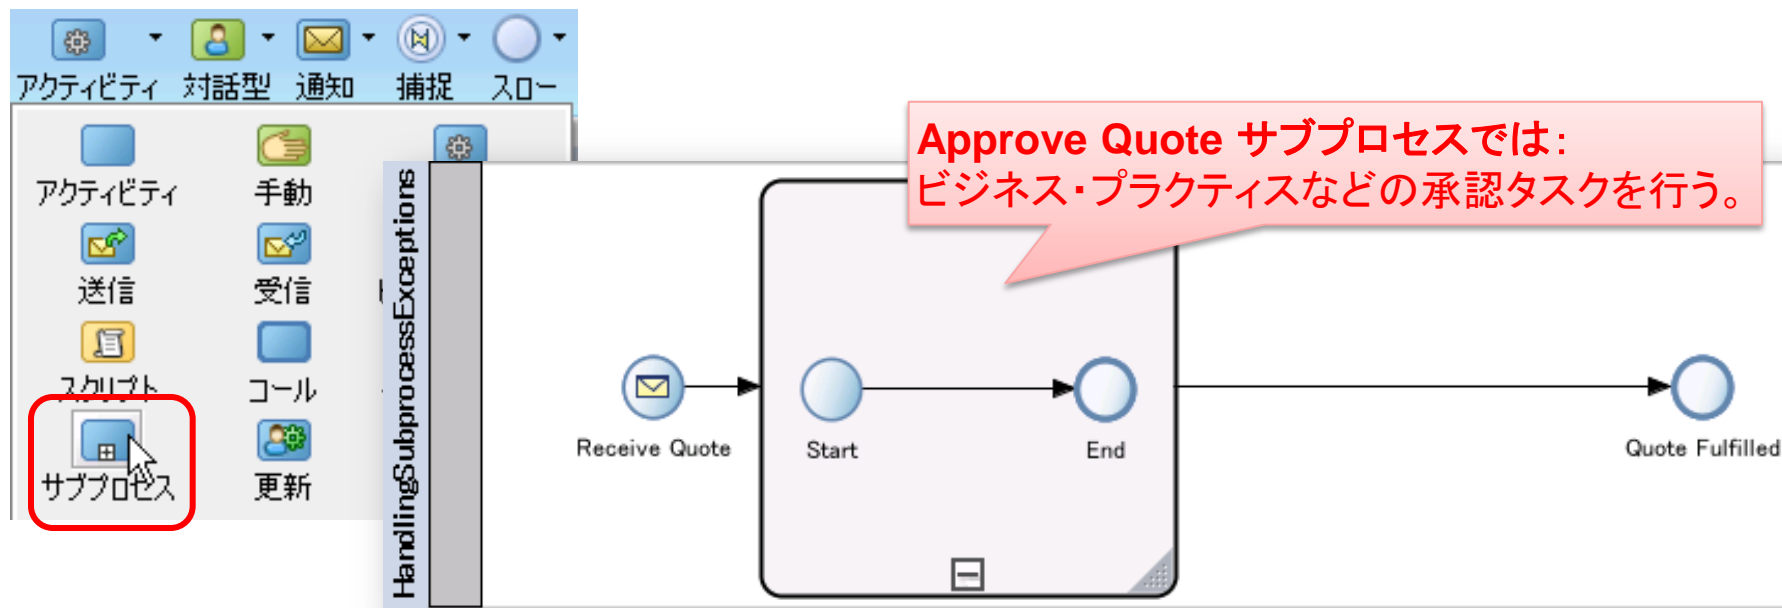 アクティビティ 対話型 通知 捕捉 スロー
アクティビティ 手動
送信 受信
スクリプト コール
サブプロセス 更新
HandlingSubprocessExceptions
Approve Quote サブプロセスでは:
ビジネス・プラクティスなどの承認タスクを行う。
Receive Quote
Start
End
Quote Fulfilled